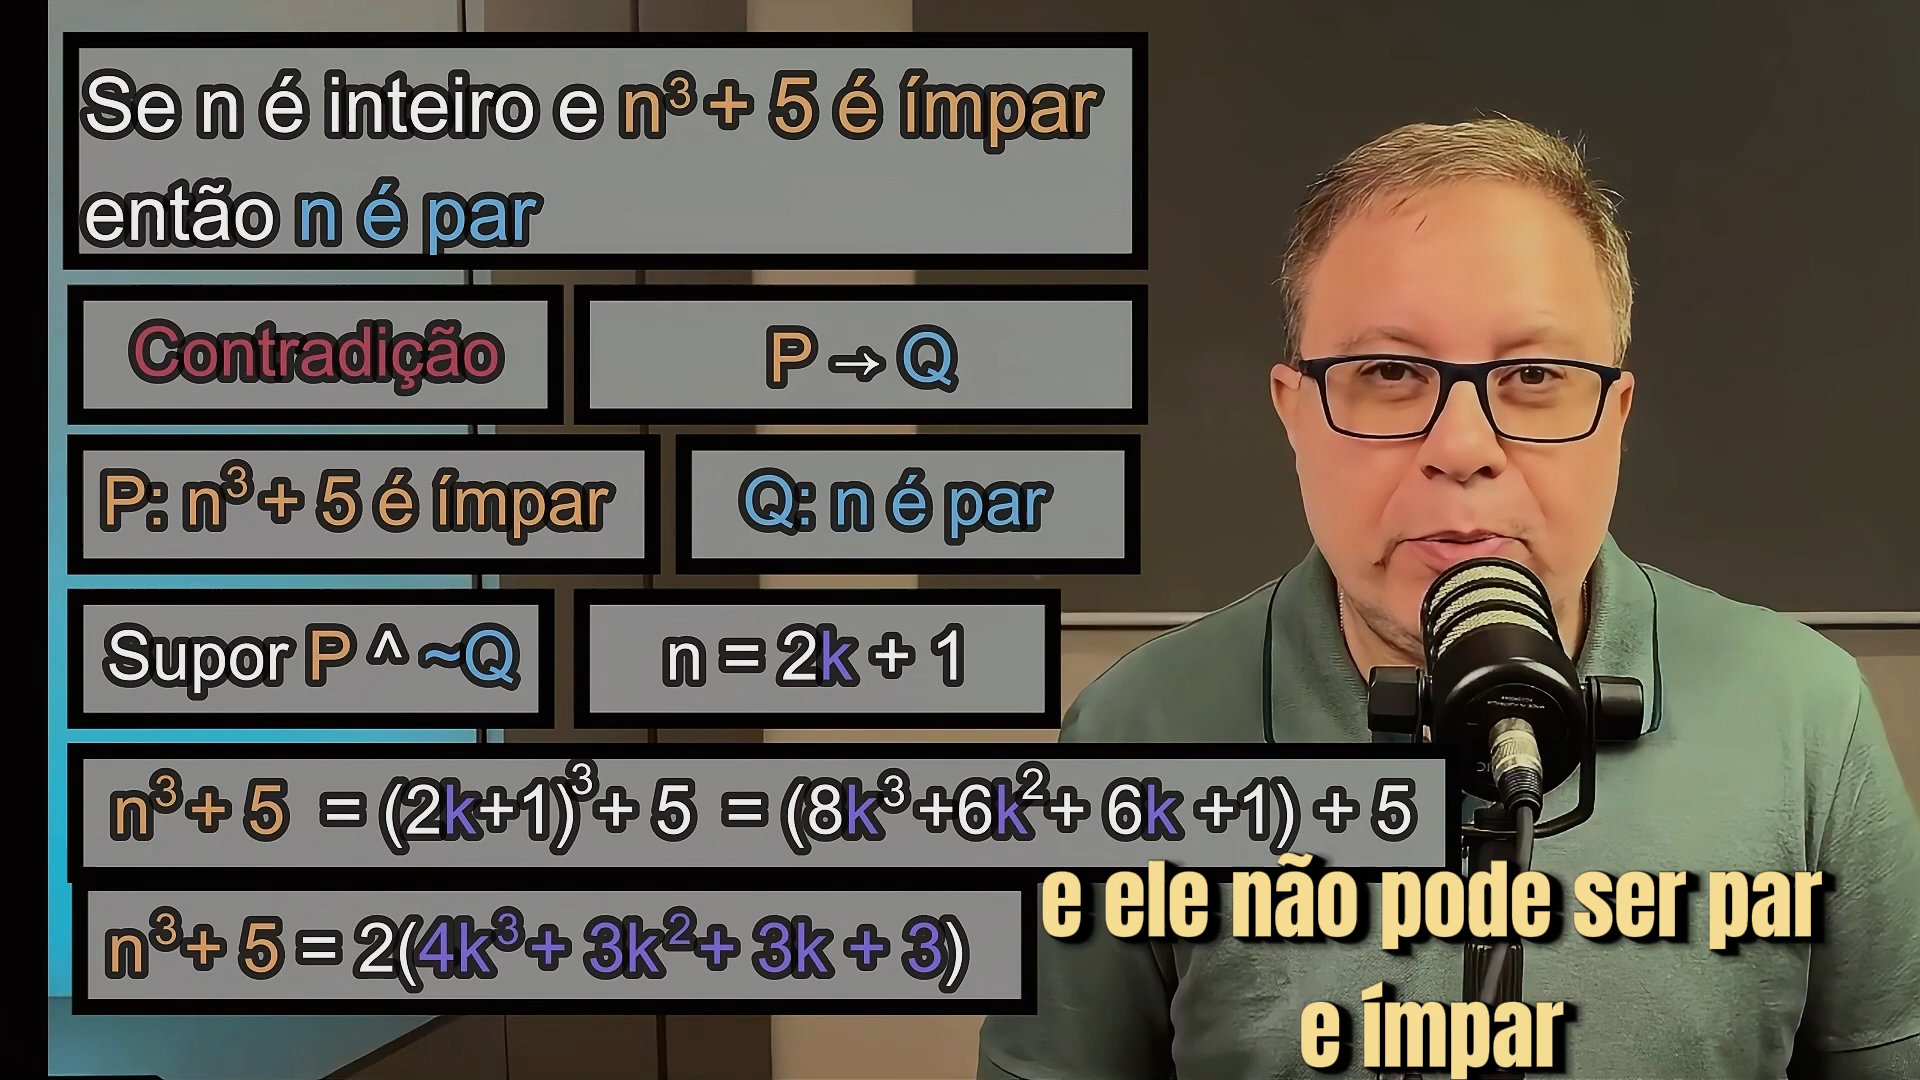 Se n é inteiro e n³ + 5 é ímpar
então n é par
Contradição
P → Q
P: n³ + 5 é ímpar
Q: n é par
Supor P ^ ~Q
n = 2k + 1
n³ + 5 = (2k+1)³ + 5 = (8k³ +6k² + 6k +1) + 5
n³ + 5 = 2(4k³ + 3k² + 3k + 3)
e ele não pode ser par
e ímpar